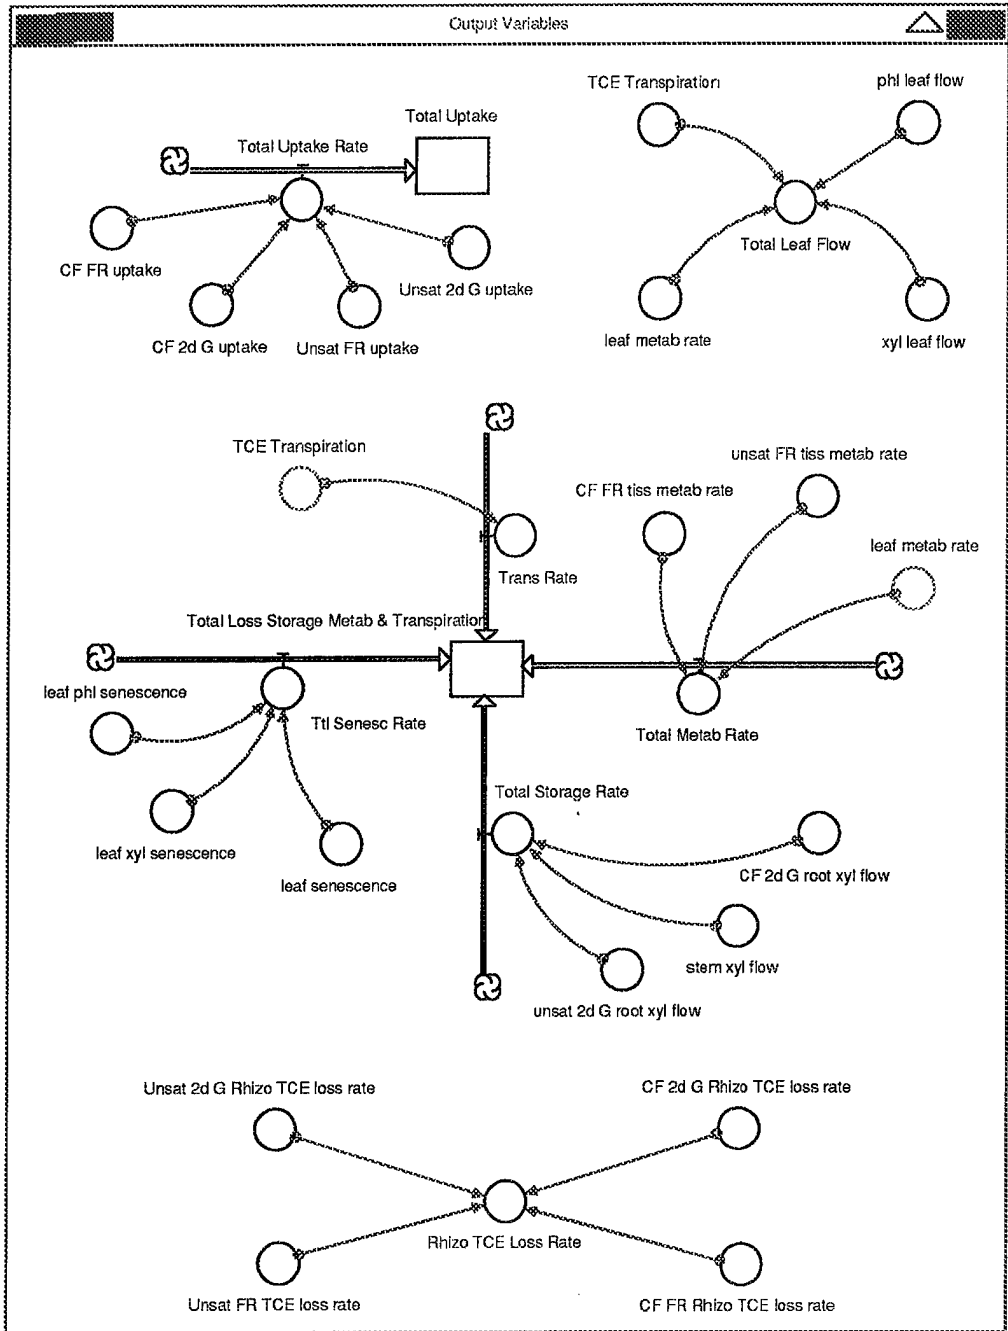 Output Variables
TCE Transpiration
phl leaf flow
Total Uptake
Total Uptake Rate
Total Leaf Flow
CF FR uptake
Unsat 2d G uptake
CF 2d G uptake
Unsat FR uptake
leaf metab rate
xyl leaf flow
TCE Transpiration
unsat FR tiss metab rate
CF FR tiss metab rate
leaf metab rate
Trans Rate
Total Loss Storage Metab & Transpiration
leaf phl senescence
Ttl Senesc Rate
Total Metab Rate
Total Storage Rate
leaf xyl senescence
leaf senescence
CF 2d G root xyl flow
stem xyl flow
unsat 2d G root xyl flow
Unsat 2d G Rhizo TCE loss rate
CF 2d G Rhizo TCE loss rate
Rhizo TCE Loss Rate
Unsat FR TCE loss rate
CF FR Rhizo TCE loss rate